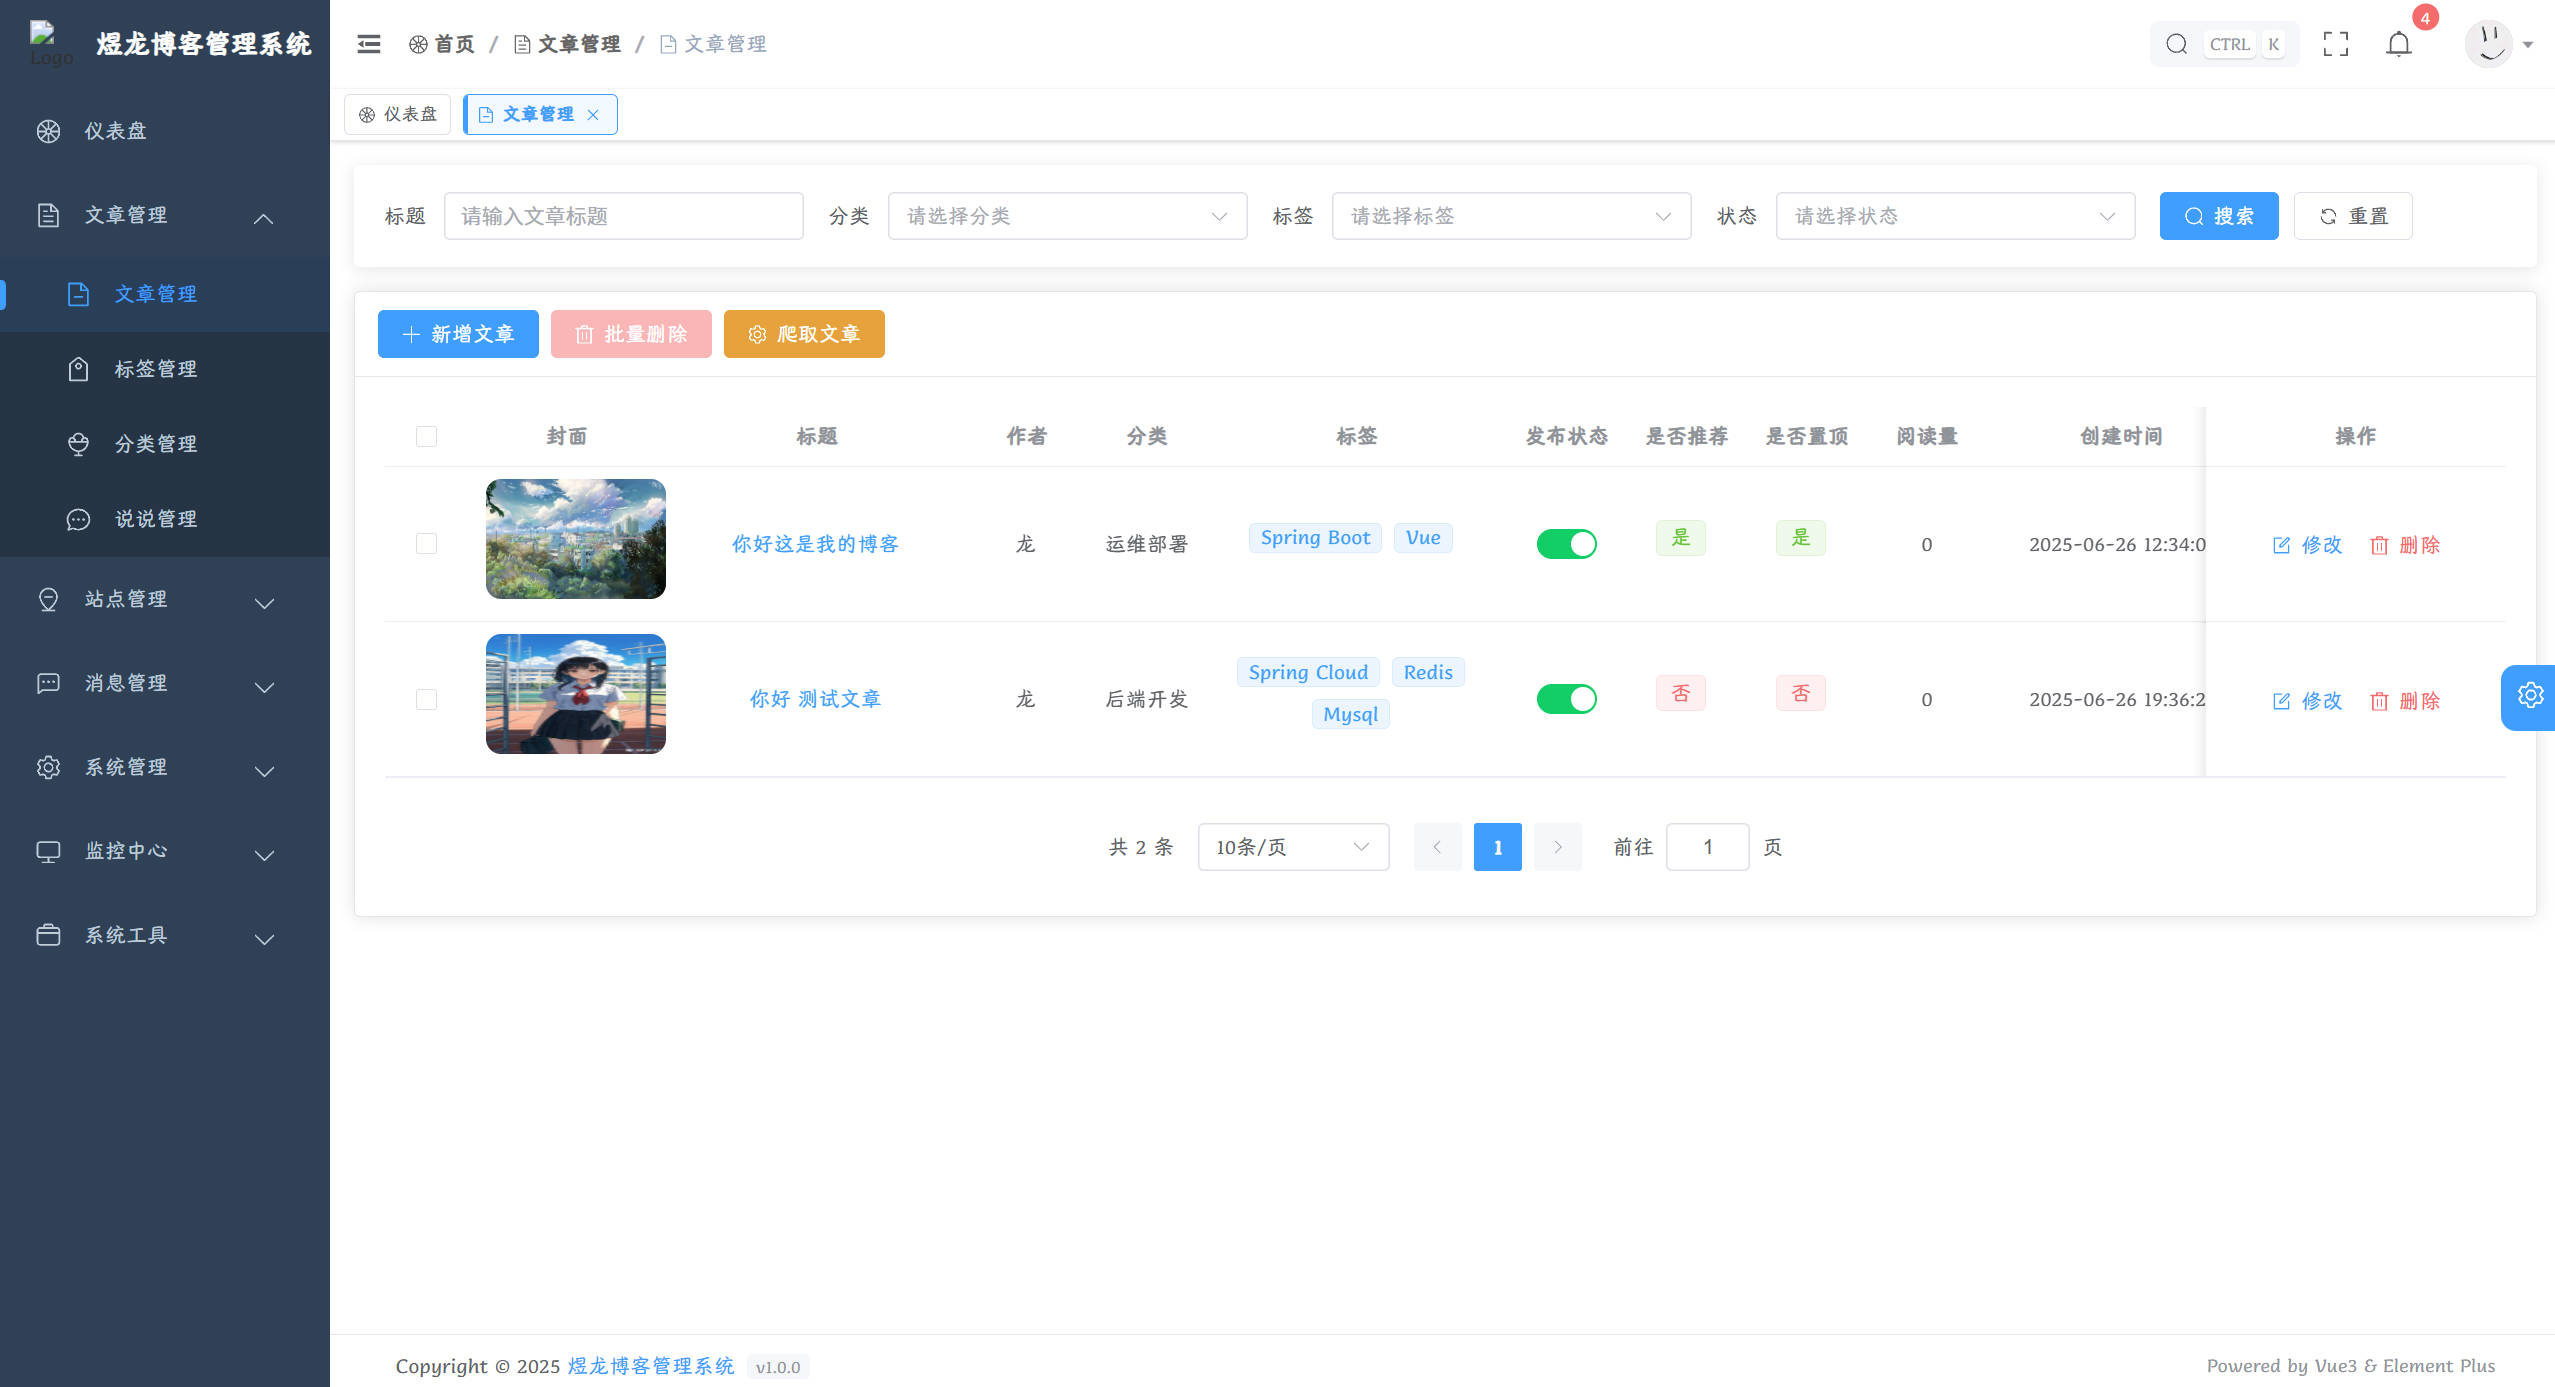 Logo
煜龙博客管理系统
首页 / 文章管理 / 文章管理
CTRL K
4
仪表盘
文章管理
仪表盘
文章管理
文章管理
标签管理
分类管理
说说管理
站点管理
消息管理
系统管理
监控中心
系统工具
标题 请输入文章标题 分类 请选择分类 标签 请选择标签 状态 请选择状态 搜索 重置
新增文章 批量删除 爬取文章
封面 标题 作者 分类 标签 发布状态 是否推荐 是否置顶 阅读量 创建时间 操作
你好这是我的博客 龙 运维部署 Spring Boot Vue 是 是 0 2025-06-26 12:34:0 修改 删除
你好 测试文章 龙 后端开发 Spring Cloud Redis Mysql 否 否 0 2025-06-26 19:36:2 修改 删除
共 2 条 10条/页 1 前往 1 页
Copyright © 2025 煜龙博客管理系统 v1.0.0
Powered by Vue3 & Element Plus